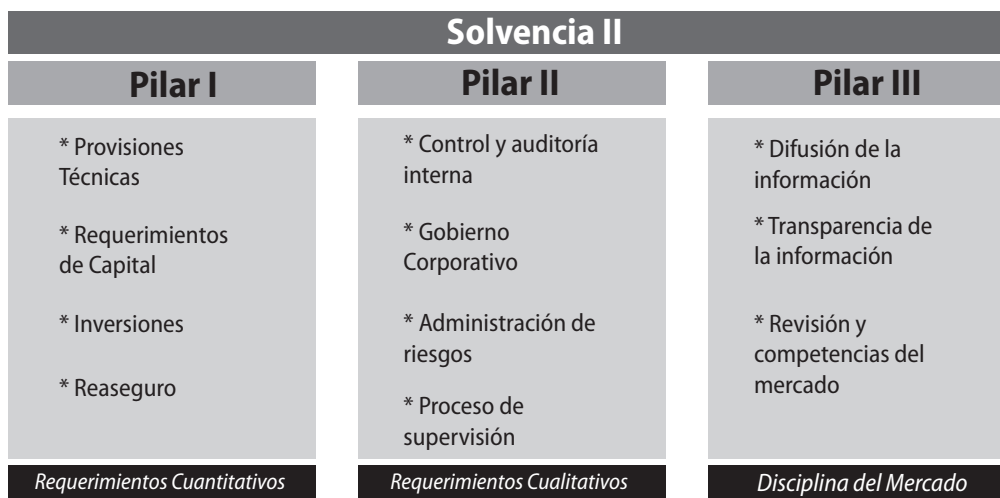 Solvencia II
Pilar I
* Provisiones
Técnicas
* Requerimientos
de Capital
* Inversiones
* Reaseguro
Requerimientos Cuantitativos
Pilar II
* Control y auditoría
interna
* Gobierno
Corporativo
* Administración de
riesgos
* Proceso de
supervisión
Requerimientos Cualitativos
Pilar III
* Difusión de la
información
* Transparencia de
la información
* Revisión y
competencias del
mercado
Disciplina del Mercado